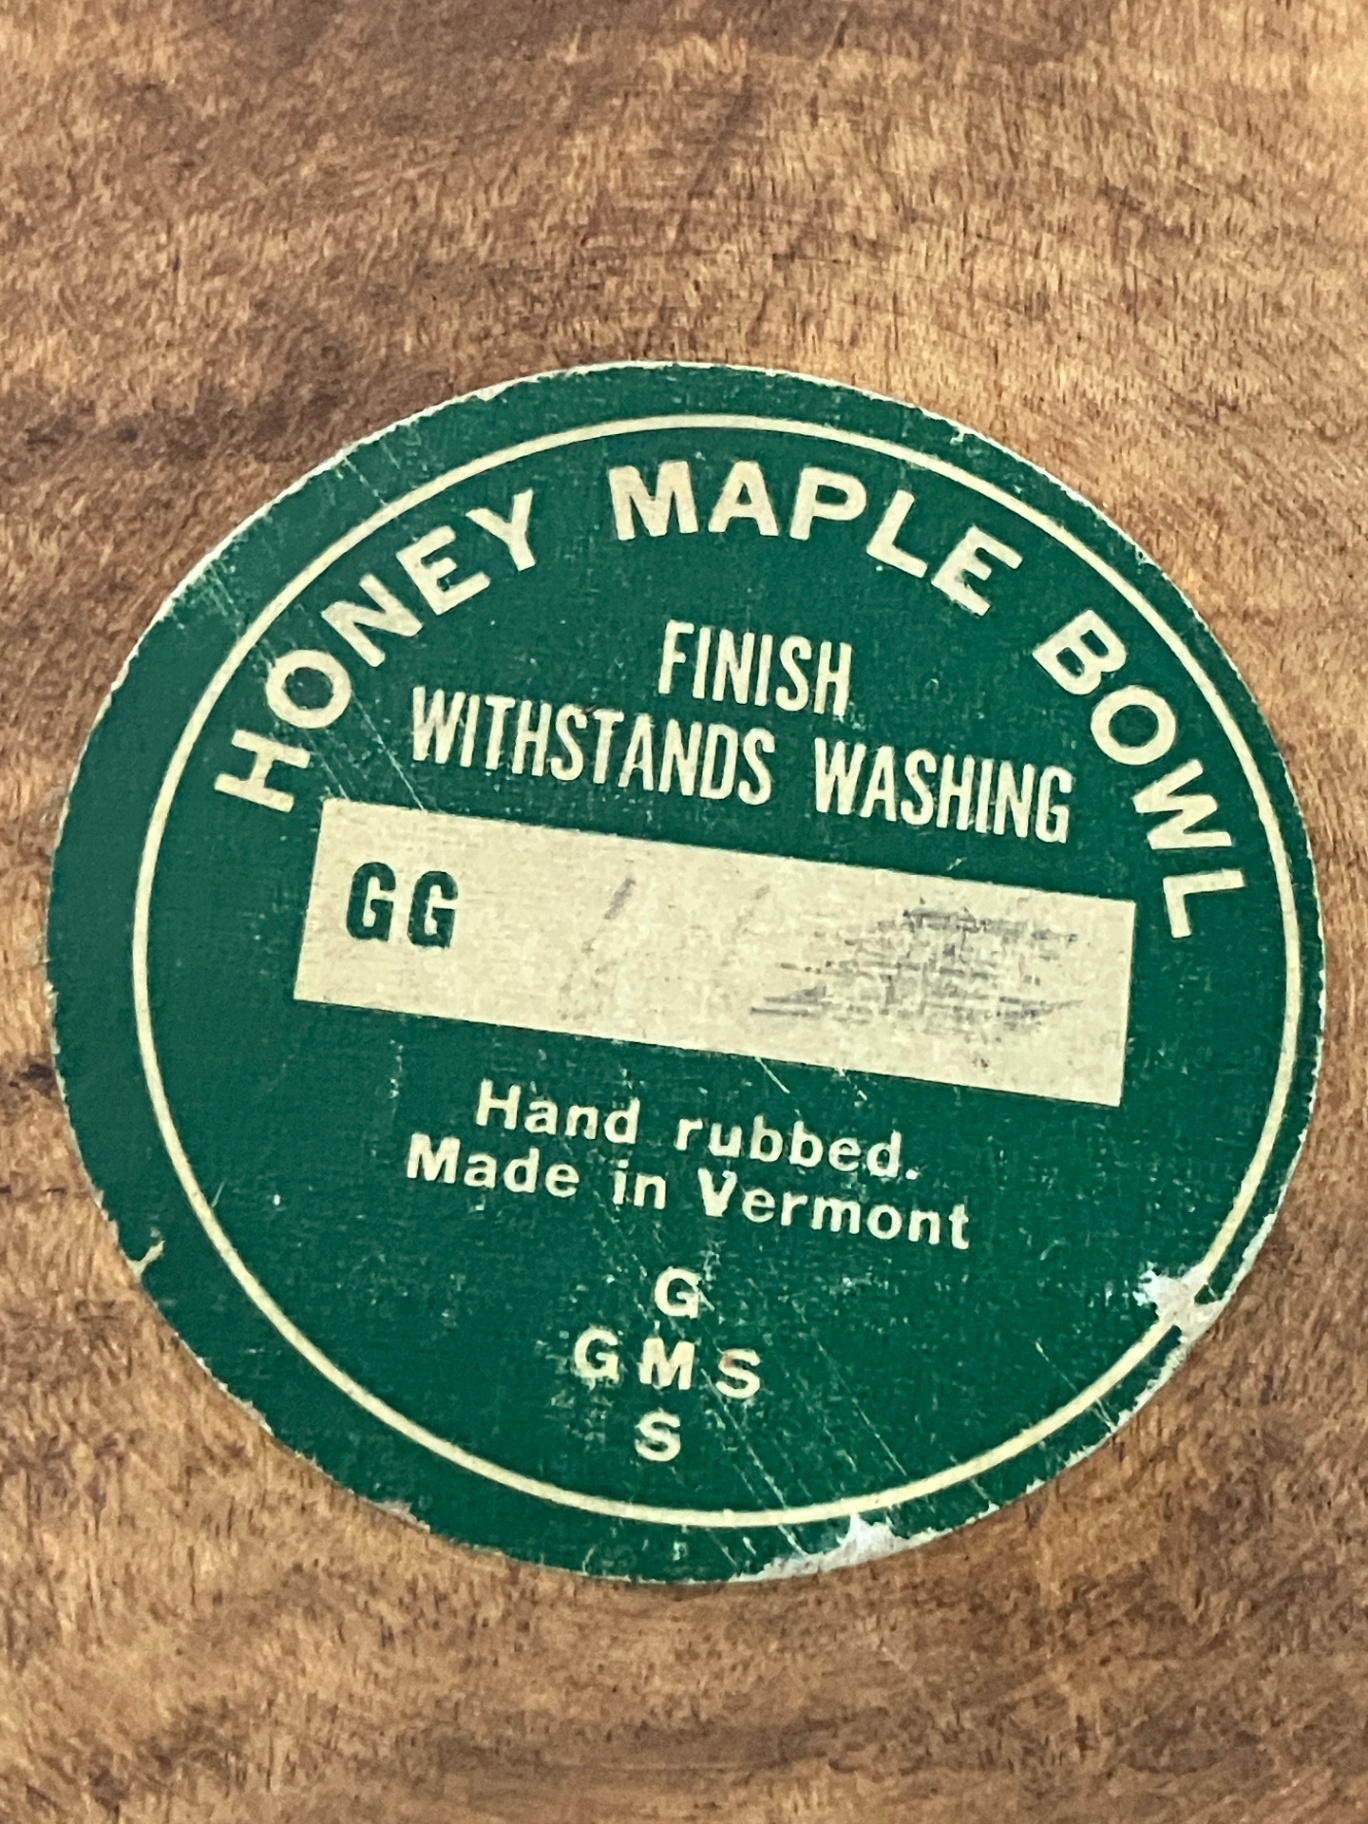 HONEY MAPLE BOWL
FINISH
WITHSTANDS WASHING
GG
Hand rubbed.
Made in Vermont
G
GMS
S